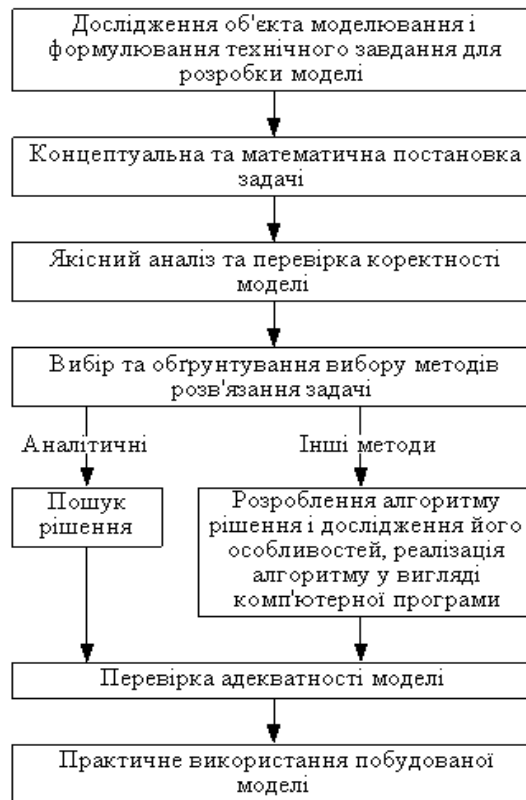 Дослідження об'єкта моделювання і
формулювання технічного завдання для
розробки моделі
Концептуальна та математична постановка
задачі
Якісний аналіз та перевірка коректності
моделі
Вибір та обґрунтування вибору методів
розв'язання задачі
Аналітичні
Інші методи
Пошук
рішення
Розроблення алгоритму
рішення і дослідження його
особливостей, реалізація
алгоритму у вигляді
комп'ютерної програми
Перевірка адекватності моделі
Практичне використання побудованої
моделі